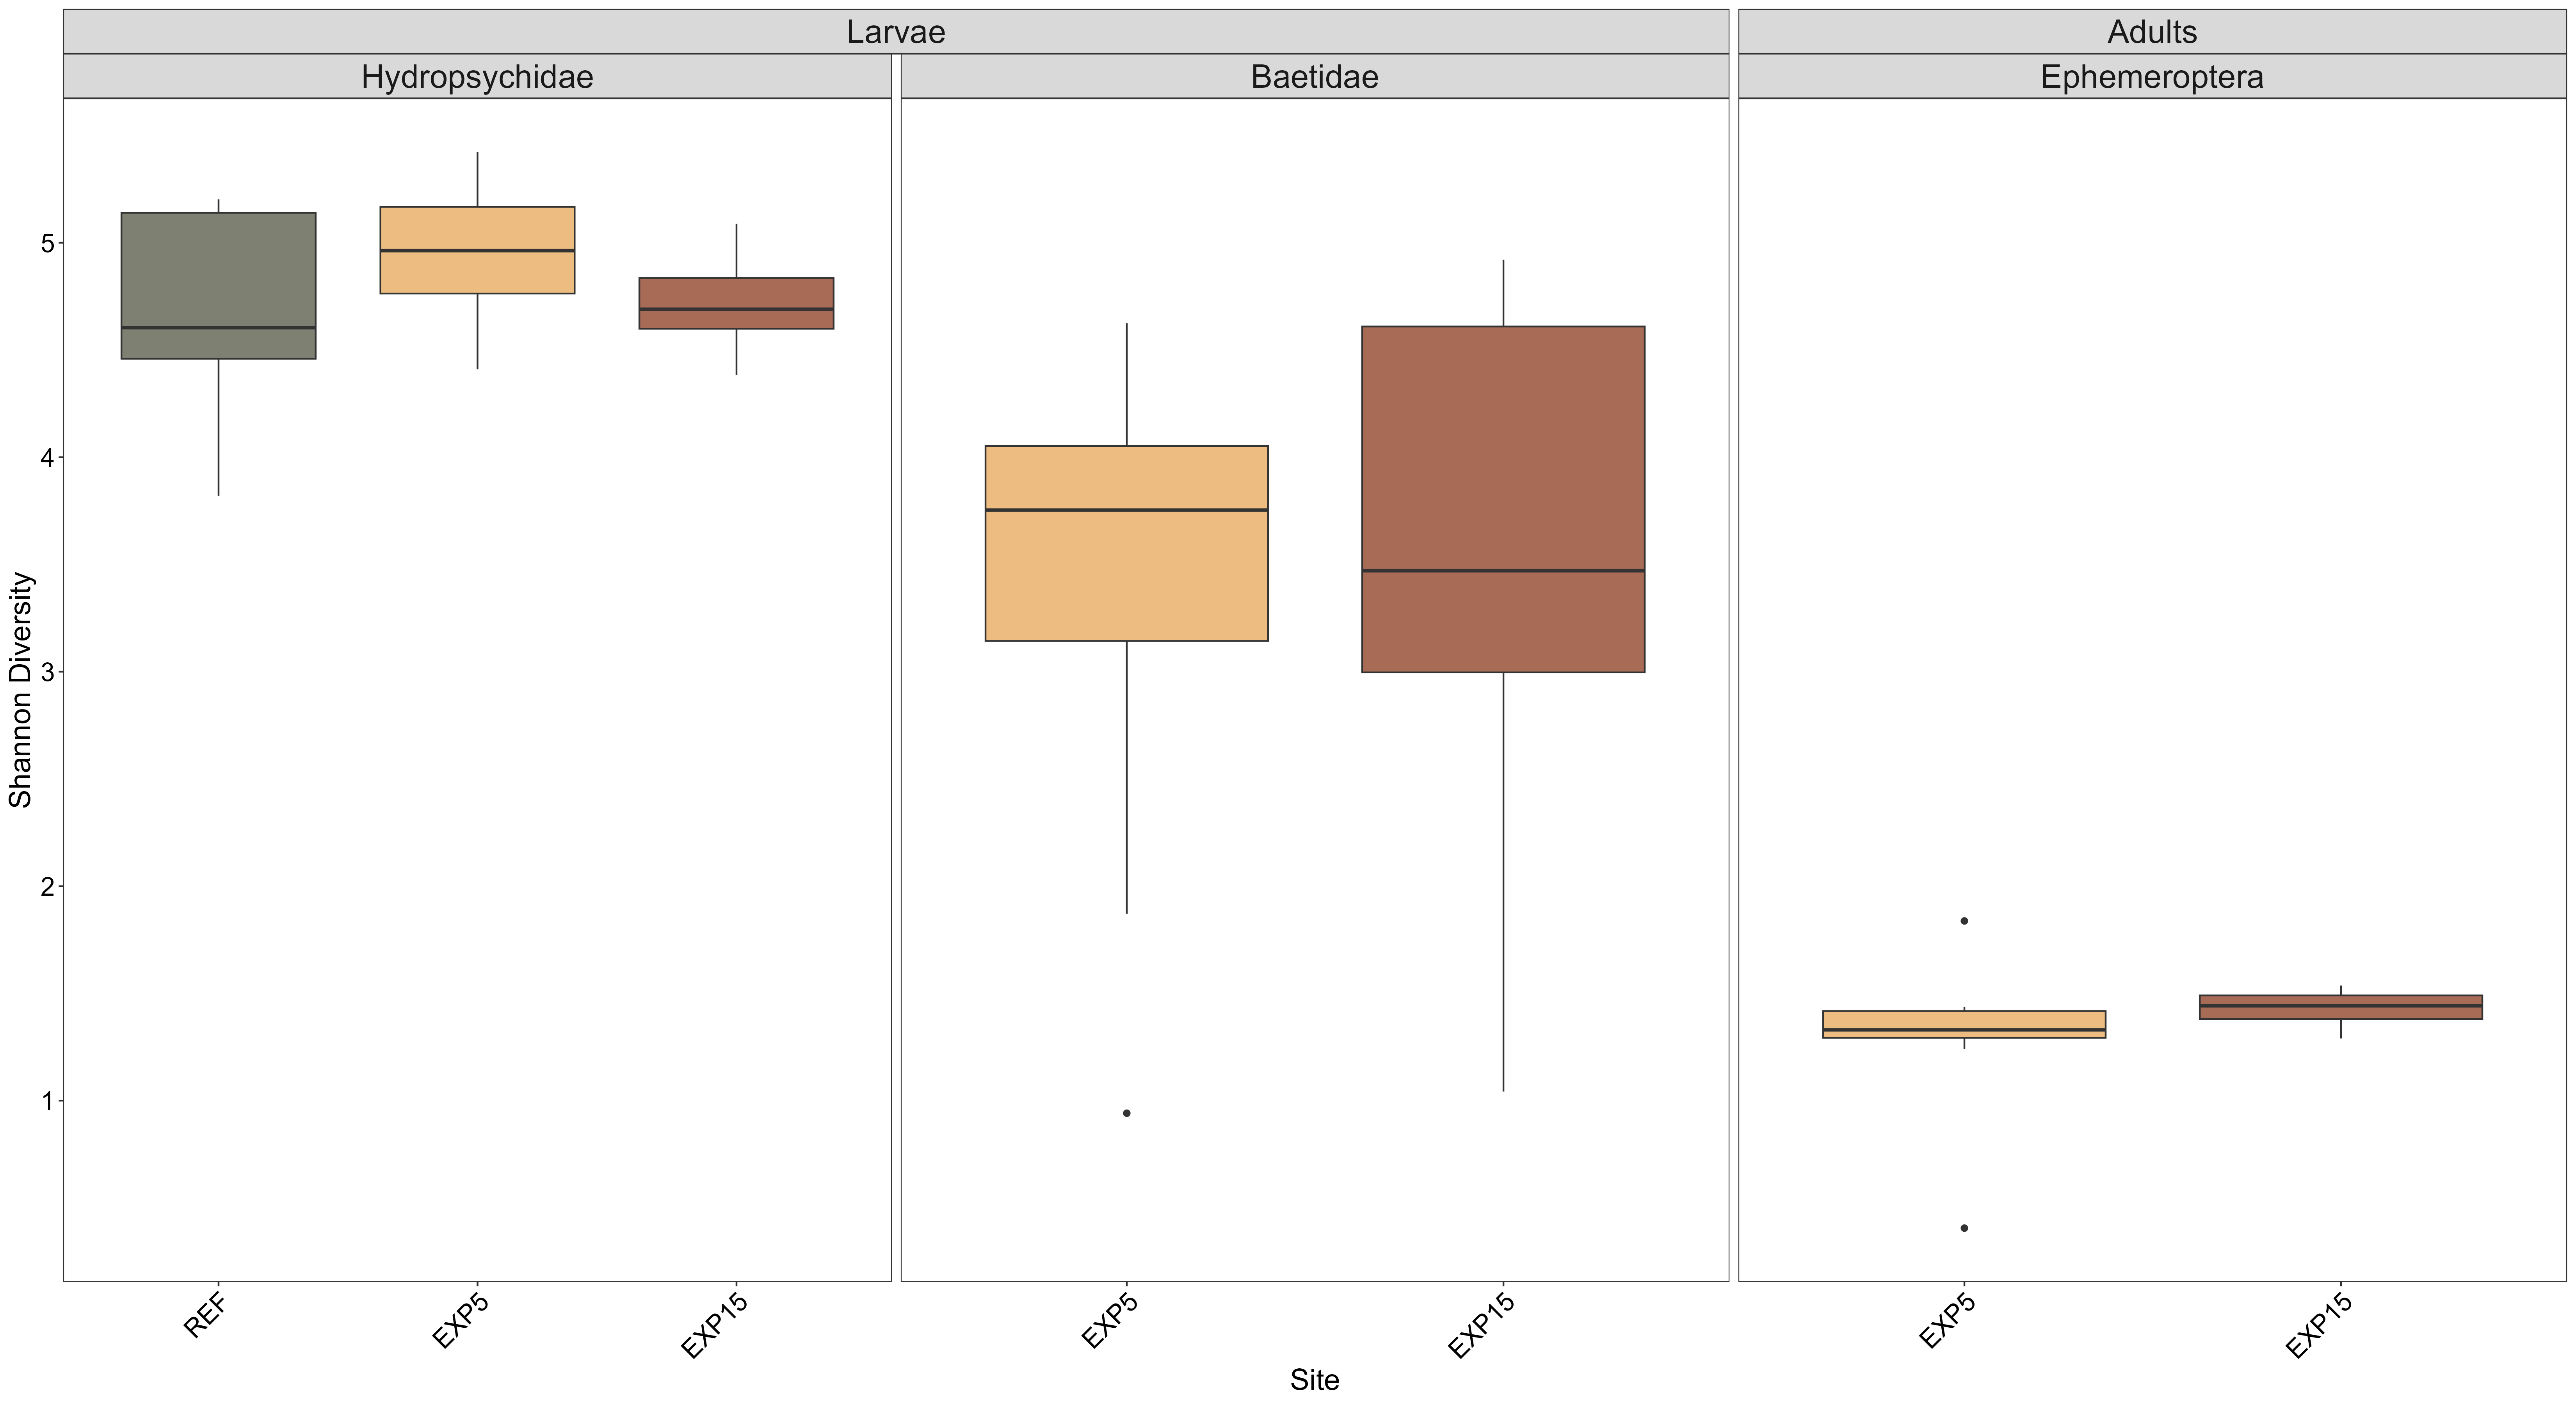 Larvae
Adults
Hydropsychidae
Baetidae
Ephemeroptera
Shannon Diversity
5
4
3
2
1
REF
EXP5
EXP15
EXP5
EXP15
EXP5
EXP15
Site